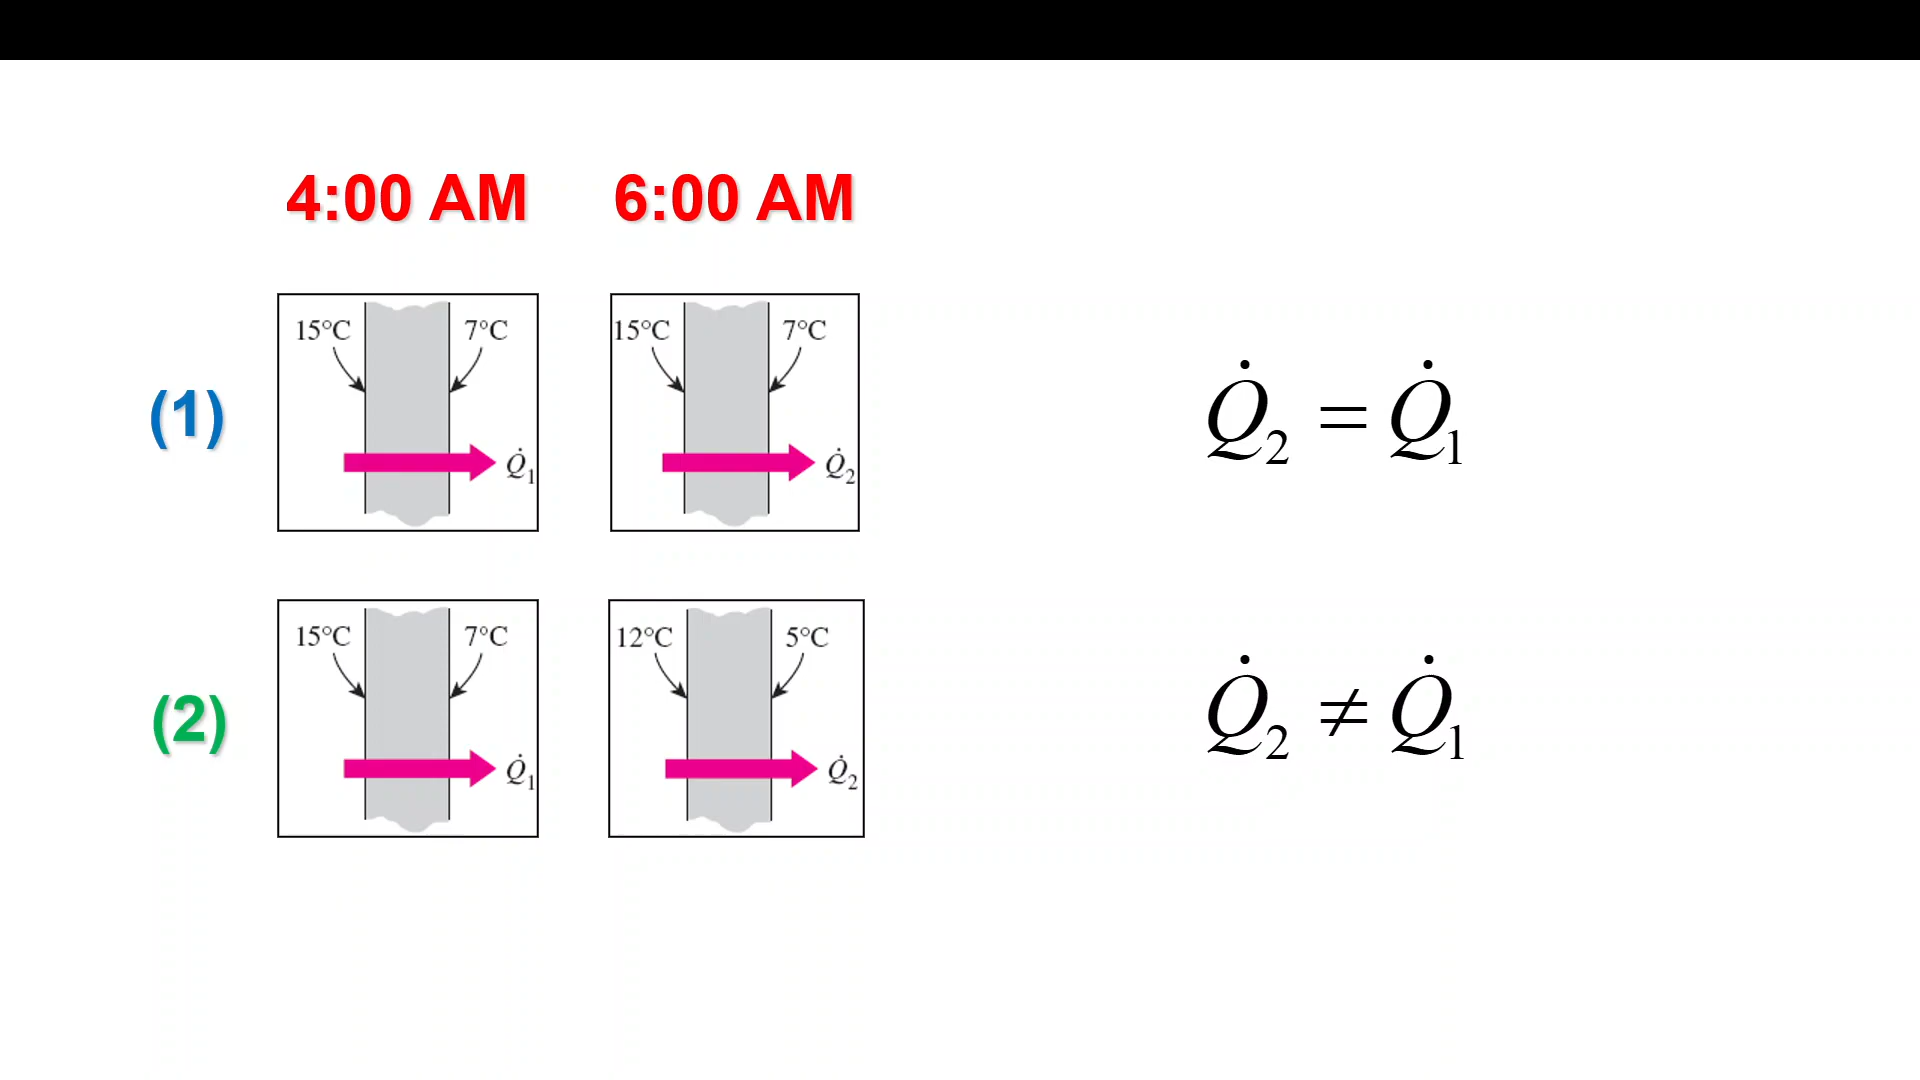 4:00 AM 6:00 AM
15°C 7°C 15°C 7°C
(1)
Q̇₁ Q̇₂
Q̇₂ = Q̇₁
15°C 7°C 12°C 5°C
(2)
Q̇₁ Q̇₂
Q̇₂ ≠ Q̇₁